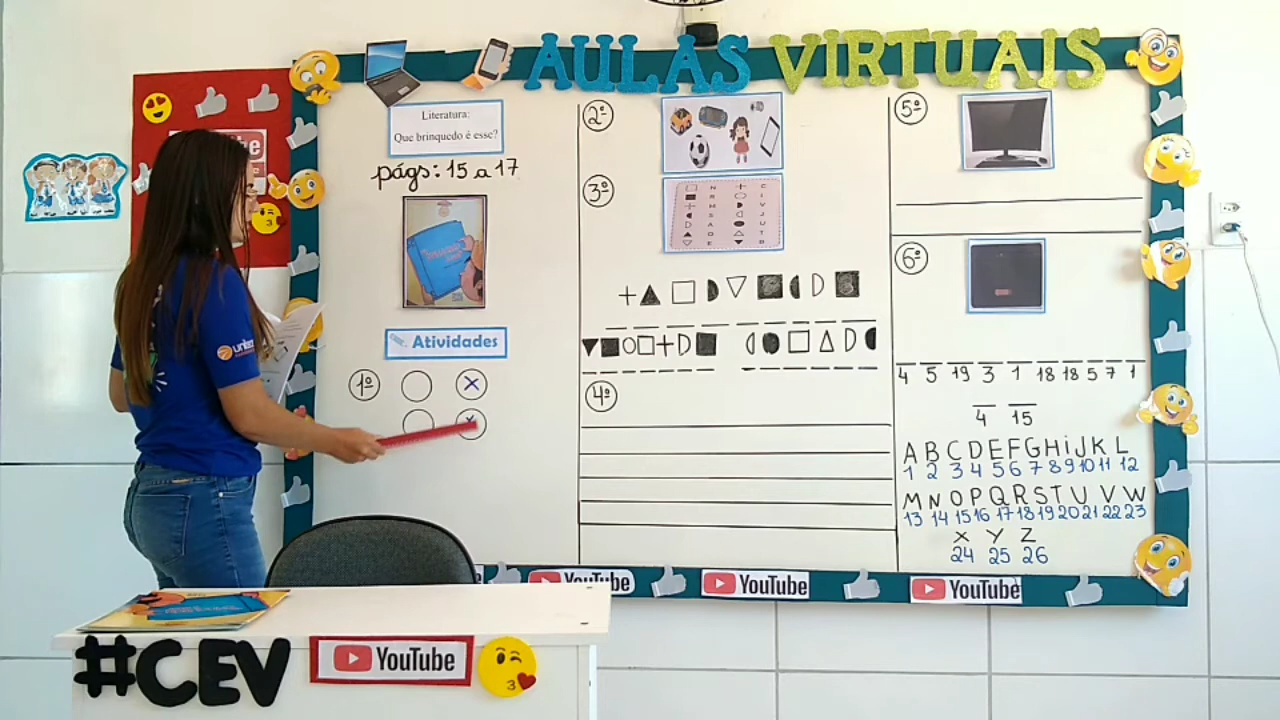 AULAS VIRTUAIS
Literatura:
Que brinquedo é esse?
págs: 15 a 17
Atividades
1º
X
2º
3º
4º
5º
6º
4 5 19 3 1 18 18 5 7 1
4 15
A B C D E F G H i J K L
1 2 3 4 5 6 7 8 9 10 11 12
M N O P Q R S T U V W
13 14 15 16 17 18 19 20 21 22 23
X Y Z
24 25 26
YouTube
YouTube
YouTube
#CEV
YouTube